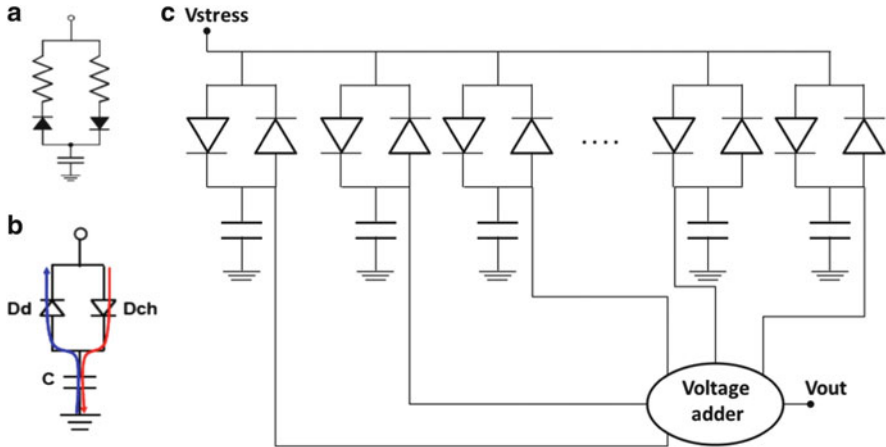 a
c
Vstress
....
b
Dd
Dch
C
Voltage
adder
Vout